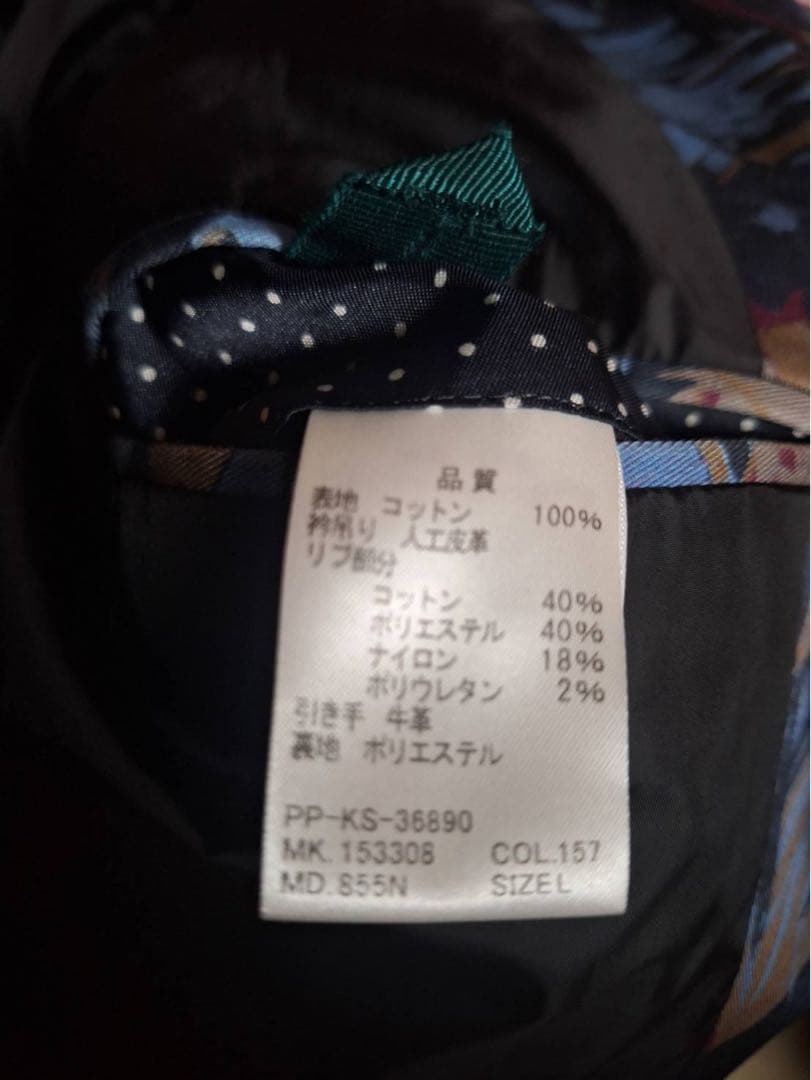 品質
表地 コットン 100%
衿吊り 人工皮革
リブ部分
コットン 40%
ポリエステル 40%
ナイロン 18%
ポリウレタン 2%
引き手 牛革
裏地 ポリエステル
PP-KS-36890
MK.153308 COL.157
MD.855N SIZE L